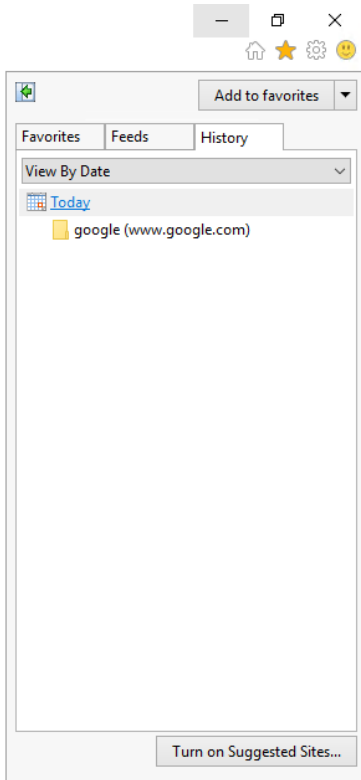 Add to favorites
Favorites Feeds History
View By Date
Today
google (www.google.com)
Turn on Suggested Sites...